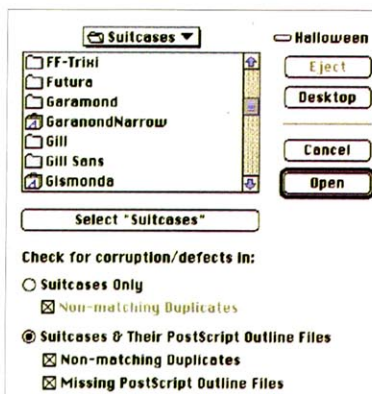 Suitcases
Halloween
FF-Trixi
Futura
Garamond
GaranondNarrow
Gill
Gill Sans
Gismonda
Eject
Desktop
Cancel
Open
Select "Suitcases"
Check for corruption/defects in:
Suitcases Only
Non-matching Duplicates
Suitcases & Their PostScript Outline Files
Non-matching Duplicates
Missing PostScript Outline Files